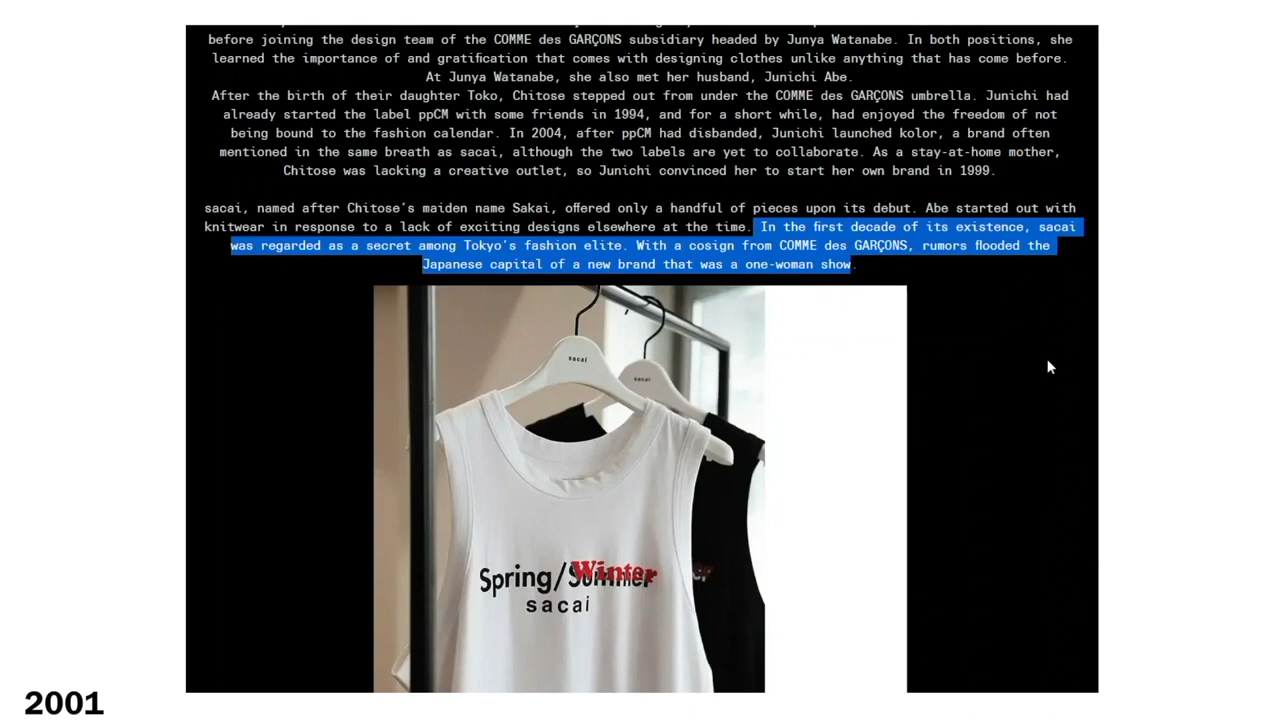 before joining the design team of the COMME des GARÇONS subsidiary headed by Junya Watanabe. In both positions, she
learned the importance of and gratification that comes with designing clothes unlike anything that has come before.
At Junya Watanabe, she also met her husband, Junichi Abe.
After the birth of their daughter Toko, Chitose stepped out from under the COMME des GARÇONS umbrella. Junichi had
already started the label ppCM with some friends in 1994, and for a short while, had enjoyed the freedom of not
being bound to the fashion calendar. In 2004, after ppCM had disbanded, Junichi launched kolor, a brand often
mentioned in the same breath as sacai, although the two labels are yet to collaborate. As a stay-at-home mother,
Chitose was lacking a creative outlet, so Junichi convinced her to start her own brand in 1999.
sacai, named after Chitose's maiden name Sakai, offered only a handful of pieces upon its debut. Abe started out with
knitwear in response to a lack of exciting designs elsewhere at the time. In the first decade of its existence, sacai
was regarded as a secret among Tokyo's fashion elite. With a cosign from COMME des GARÇONS, rumors flooded the
Japanese capital of a new brand that was a one-woman show.
sacai
sacai
Spring/Summer
Winter
sacai
2001